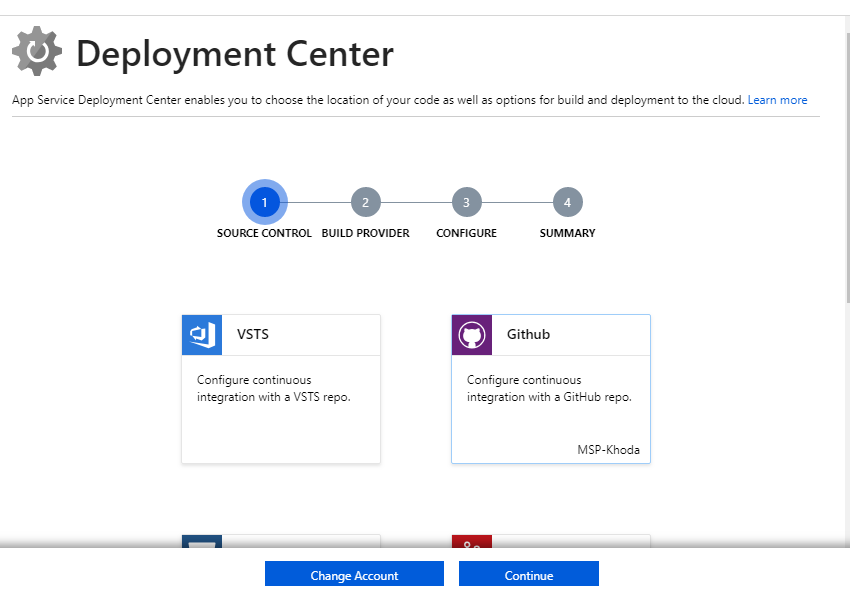 Deployment Center
App Service Deployment Center enables you to choose the location of your code as well as options for build and deployment to the cloud. Learn more
1
2
3
4
SOURCE CONTROL
BUILD PROVIDER
CONFIGURE
SUMMARY
VSTS
Configure continuous
integration with a VSTS repo.
Github
Configure continuous
integration with a GitHub repo.
MSP-Khoda
Change Account
Continue